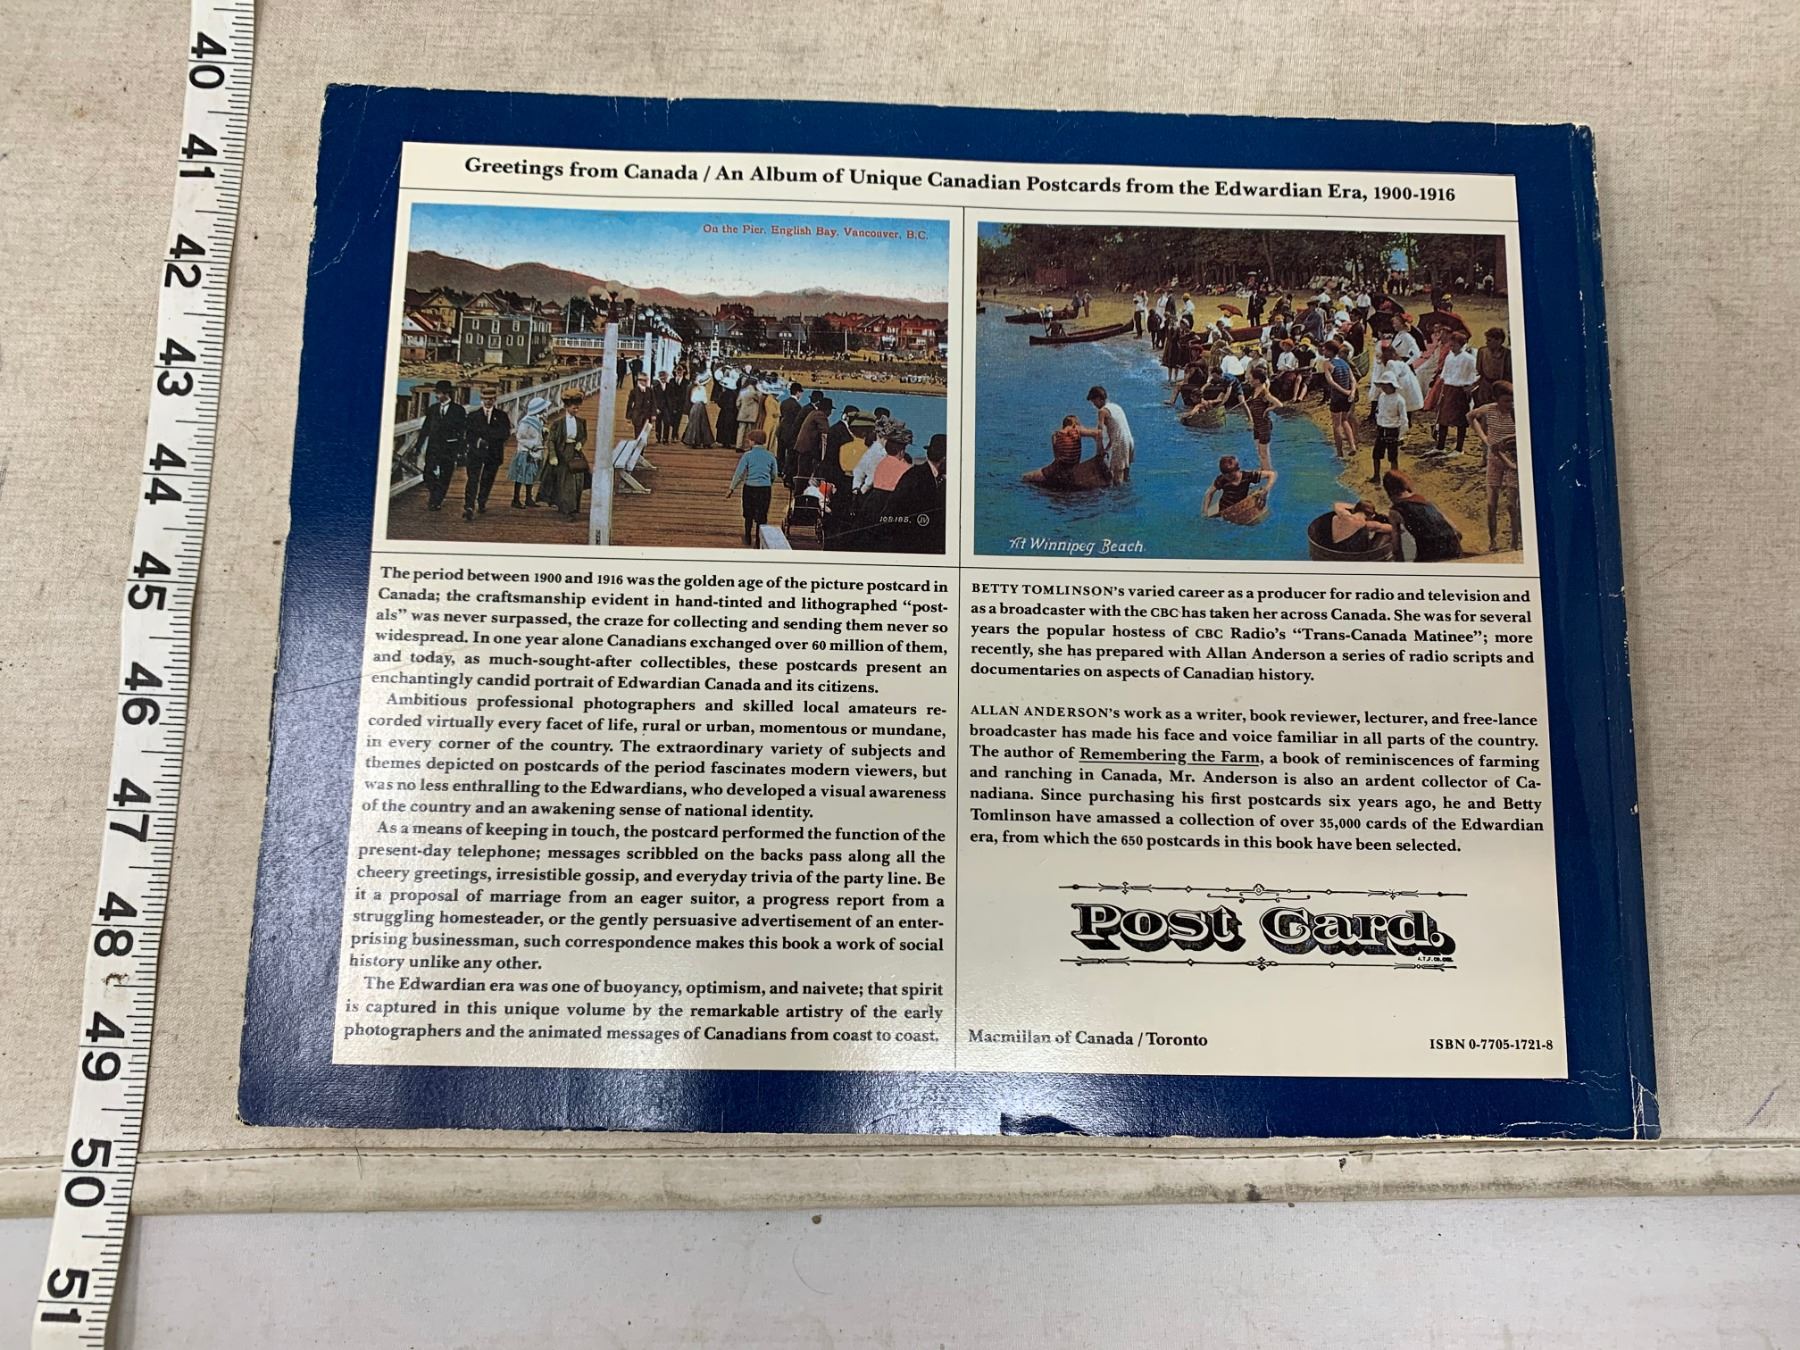 40
41
42
43
44
45
46
47
48
49
50
51
Greetings from Canada / An Album of Unique Canadian Postcards from the Edwardian Era, 1900-1916
On the Pier, English Bay, Vancouver, B.C.
108.185. JV
At Winnipeg Beach.
The period between 1900 and 1916 was the golden age of the picture postcard in
Canada; the craftsmanship evident in hand-tinted and lithographed “post-
als” was never surpassed, the craze for collecting and sending them never so
widespread. In one year alone Canadians exchanged over 60 million of them,
and today, as much-sought-after collectibles, these postcards present an
enchantingly candid portrait of Edwardian Canada and its citizens.
Ambitious professional photographers and skilled local amateurs re-
corded virtually every facet of life, rural or urban, momentous or mundane,
in every corner of the country. The extraordinary variety of subjects and
themes depicted on postcards of the period fascinates modern viewers, but
was no less enthralling to the Edwardians, who developed a visual awareness
of the country and an awakening sense of national identity.
As a means of keeping in touch, the postcard performed the function of the
present-day telephone; messages scribbled on the backs pass along all the
cheery greetings, irresistible gossip, and everyday trivia of the party line. Be
it a proposal of marriage from an eager suitor, a progress report from a
struggling homesteader, or the gently persuasive advertisement of an enter-
prising businessman, such correspondence makes this book a work of social
history unlike any other.
The Edwardian era was one of buoyancy, optimism, and naivete; that spirit
is captured in this unique volume by the remarkable artistry of the early
photographers and the animated messages of Canadians from coast to coast.
BETTY TOMLINSON'S varied career as a producer for radio and television and
as a broadcaster with the CBC has taken her across Canada. She was for several
years the popular hostess of CBC Radio's “Trans-Canada Matinee”; more
recently, she has prepared with Allan Anderson a series of radio scripts and
documentaries on aspects of Canadian history.
ALLAN ANDERSON'S work as a writer, book reviewer, lecturer, and free-lance
broadcaster has made his face and voice familiar in all parts of the country.
The author of Remembering the Farm, a book of reminiscences of farming
and ranching in Canada, Mr. Anderson is also an ardent collector of Ca-
nadiana. Since purchasing his first postcards six years ago, he and Betty
Tomlinson have amassed a collection of over 35,000 cards of the Edwardian
era, from which the 650 postcards in this book have been selected.
Post Card.
Macmillan of Canada / Toronto
ISBN 0-7705-1721-8